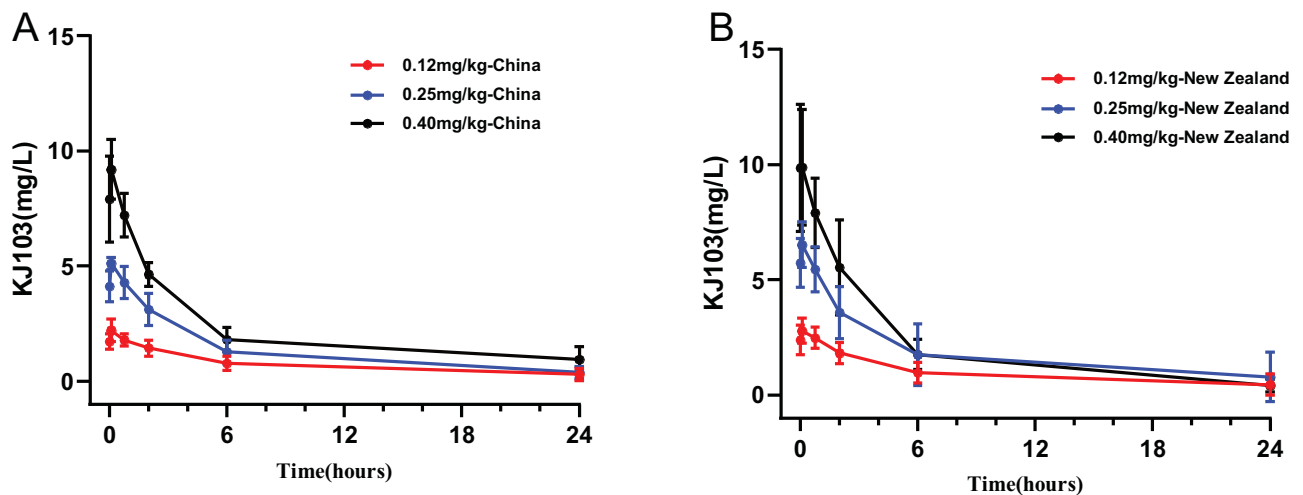 A
KJ103(mg/L)
15
10
5
0
0.12mg/kg-China
0.25mg/kg-China
0.40mg/kg-China
0 6 12 18 24
Time(hours)
B
KJ103(mg/L)
15
10
5
0
0.12mg/kg-New Zealand
0.25mg/kg-New Zealand
0.40mg/kg-New Zealand
0 6 12 18 24
Time(hours)